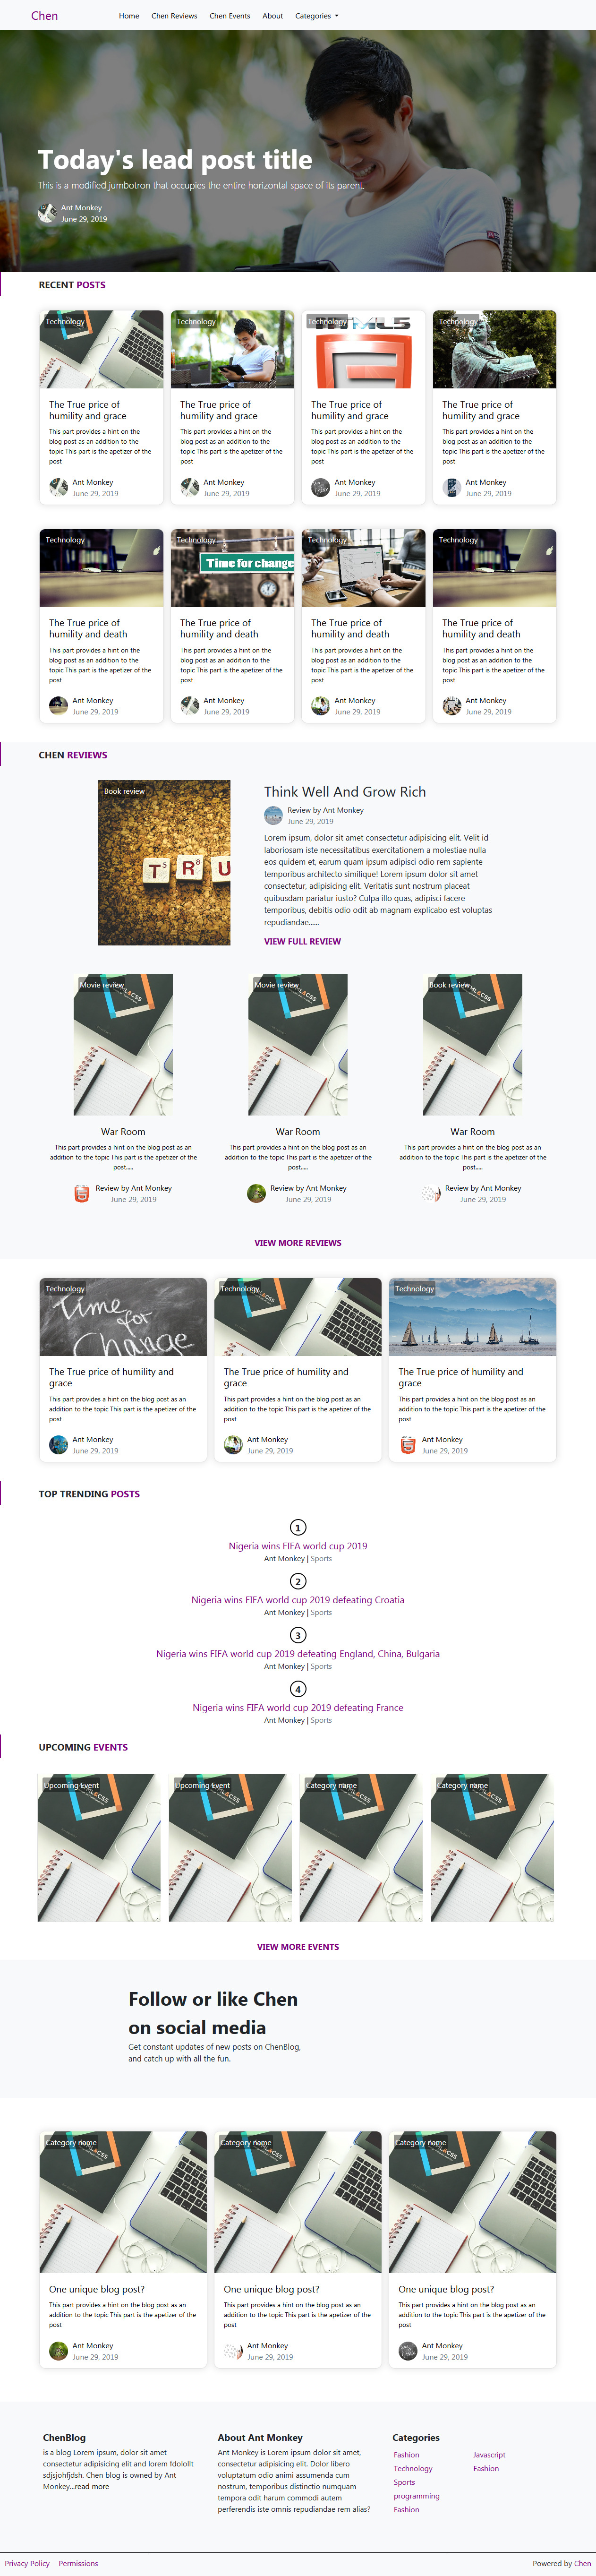 Chen
Home Chen Reviews Chen Events About Categories
Today's lead post title
This is a modified jumbotron that occupies the entire horizontal space of its parent.
Ant Monkey
June 29, 2019
RECENT POSTS
Technology
The True price of
humility and grace
This part provides a hint on the
blog post as an addition to the
topic This part is the apetizer of the
post
Ant Monkey
June 29, 2019
Technology
The True price of
humility and grace
This part provides a hint on the
blog post as an addition to the
topic This part is the apetizer of the
post
Ant Monkey
June 29, 2019
Technology
The True price of
humility and grace
This part provides a hint on the
blog post as an addition to the
topic This part is the apetizer of the
post
Ant Monkey
June 29, 2019
Technology
The True price of
humility and grace
This part provides a hint on the
blog post as an addition to the
topic This part is the apetizer of the
post
Ant Monkey
June 29, 2019
Technology
The True price of
humility and death
This part provides a hint on the
blog post as an addition to the
topic This part is the apetizer of the
post
Ant Monkey
June 29, 2019
Technology
Time for change
The True price of
humility and death
This part provides a hint on the
blog post as an addition to the
topic This part is the apetizer of the
post
Ant Monkey
June 29, 2019
Technology
The True price of
humility and death
This part provides a hint on the
blog post as an addition to the
topic This part is the apetizer of the
post
Ant Monkey
June 29, 2019
Technology
The True price of
humility and death
This part provides a hint on the
blog post as an addition to the
topic This part is the apetizer of the
post
Ant Monkey
June 29, 2019
CHEN REVIEWS
Book review
T5 R8 U
Think Well And Grow Rich
Review by Ant Monkey
June 29, 2019
Lorem ipsum, dolor sit amet consectetur adipisicing elit. Velit id
laboriosam iste necessitatibus exercitationem a molestiae nulla
eos quidem et, earum quam ipsum adipisci odio rem sapiente
temporibus architecto similique! Lorem ipsum dolor sit amet
consectetur, adipisicing elit. Veritatis sunt nostrum placeat
quibusdam pariatur iusto? Culpa illo quas, adipisci facere
temporibus, debitis odio odit ab magnam explicabo est voluptas
repudiandae......
VIEW FULL REVIEW
Movie review
War Room
This part provides a hint on the blog post as an
addition to the topic This part is the apetizer of the
post......
Review by Ant Monkey
June 29, 2019
Movie review
War Room
This part provides a hint on the blog post as an
addition to the topic This part is the apetizer of the
post......
Review by Ant Monkey
June 29, 2019
Book review
War Room
This part provides a hint on the blog post as an
addition to the topic This part is the apetizer of the
post......
Review by Ant Monkey
June 29, 2019
VIEW MORE REVIEWS
Technology
Time
for
Change
The True price of humility and
grace
This part provides a hint on the blog post as an
addition to the topic This part is the apetizer of the
post
Ant Monkey
June 29, 2019
Technology
The True price of humility and
grace
This part provides a hint on the blog post as an
addition to the topic This part is the apetizer of the
post
Ant Monkey
June 29, 2019
Technology
The True price of humility and
grace
This part provides a hint on the blog post as an
addition to the topic This part is the apetizer of the
post
Ant Monkey
June 29, 2019
TOP TRENDING POSTS
1
Nigeria wins FIFA world cup 2019
Ant Monkey | Sports
2
Nigeria wins FIFA world cup 2019 defeating Croatia
Ant Monkey | Sports
3
Nigeria wins FIFA world cup 2019 defeating England, China, Bulgaria
Ant Monkey | Sports
4
Nigeria wins FIFA world cup 2019 defeating France
Ant Monkey | Sports
UPCOMING EVENTS
Upcoming Event
Upcoming Event
Category name
Category name
VIEW MORE EVENTS
Follow or like Chen
on social media
Get constant updates of new posts on ChenBlog,
and catch up with all the fun.
Category name
One unique blog post?
This part provides a hint on the blog post as an
addition to the topic This part is the apetizer of the
post
Ant Monkey
June 29, 2019
Category name
One unique blog post?
This part provides a hint on the blog post as an
addition to the topic This part is the apetizer of the
post
Ant Monkey
June 29, 2019
Category name
One unique blog post?
This part provides a hint on the blog post as an
addition to the topic This part is the apetizer of the
post
Ant Monkey
June 29, 2019
ChenBlog
is a blog Lorem ipsum, dolor sit amet
consectetur adipisicing elit and lorem fdolollt
sdjsjohfjdsh. Chen blog is owned by Ant
Monkey...read more
About Ant Monkey
Ant Monkey is Lorem ipsum dolor sit amet,
consectetur adipisicing elit. Dolor libero
voluptatum odio animi assumenda cum
nostrum, temporibus distinctio numquam
tempora odit harum commodi autem
perferendis iste omnis repudiandae rem alias?
Categories
Fashion
Technology
Sports
programming
Fashion
Javascript
Fashion
Privacy Policy Permissions
Powered by Chen